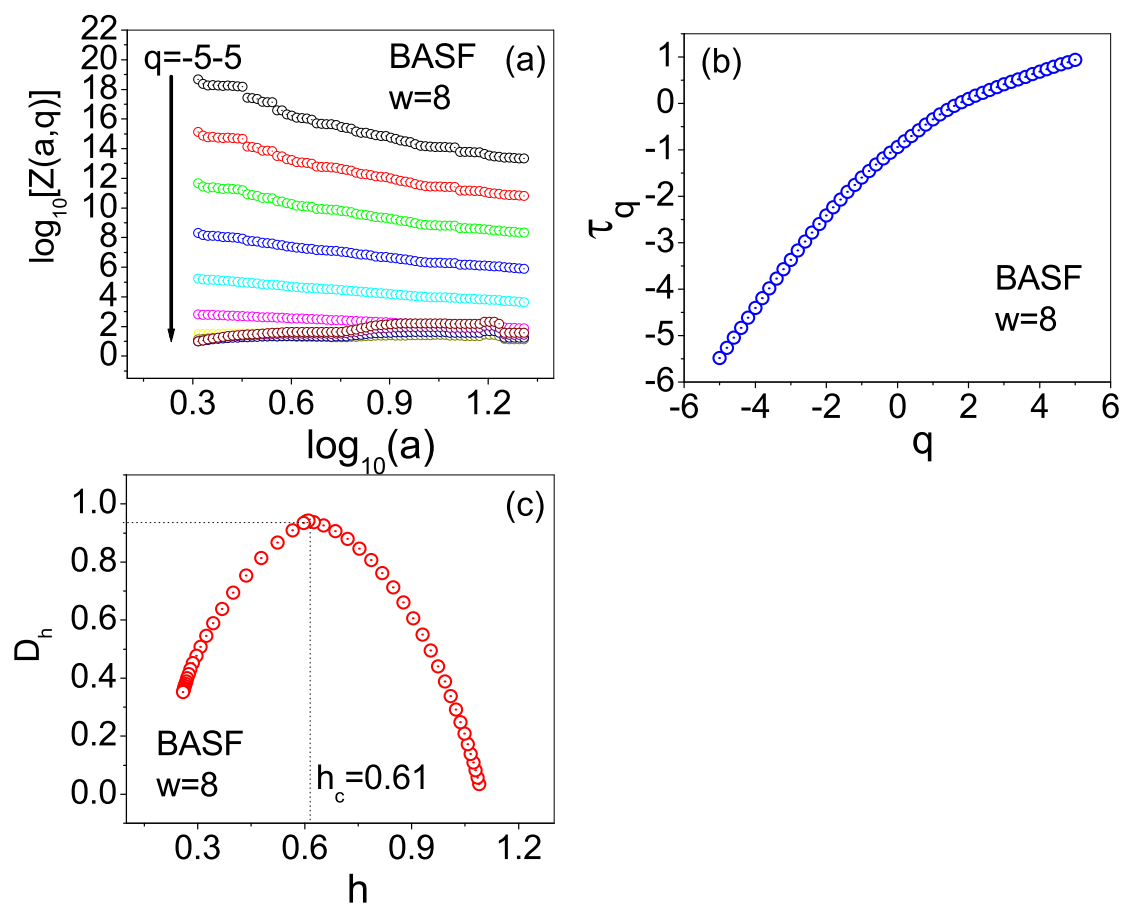 22
20
18
16
14
12
10
8
6
4
2
0
q=-5-5
BASF
w=8
(a)
log10[Z(a,q)]
0.3 0.6 0.9 1.2
log10(a)
1
0
-1
-2
-3
-4
-5
-6
(b)
τq
BASF
w=8
-6 -4 -2 0 2 4 6
q
1.0
0.8
0.6
0.4
0.2
0.0
(c)
Dh
BASF
w=8
hc=0.61
0.3 0.6 0.9 1.2
h